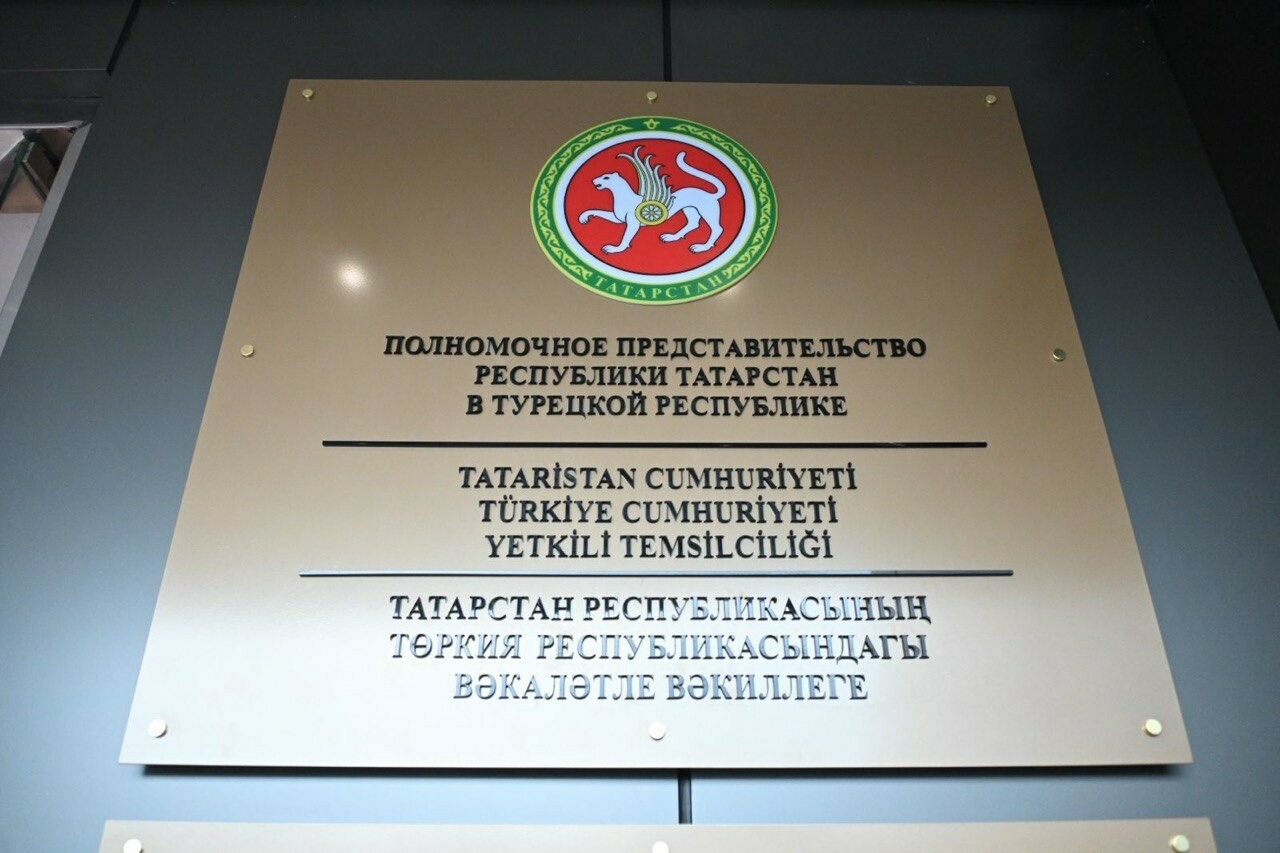 ТАТАРСТАН
ПОЛНОМОЧНОЕ ПРЕДСТАВИТЕЛЬСТВО
РЕСПУБЛИКИ ТАТАРСТАН
В ТУРЕЦКОЙ РЕСПУБЛИКЕ
TATARİSTAN CUMHURİYETİ
TÜRKİYE CUMHURİYETİ
YETKİLİ TEMSİLCİLİĞİ
ТАТАРСТАН РЕСПУБЛИКАСЫНЫҢ
ТӨРКИЯ РЕСПУБЛИКАСЫНДАГЫ
ВӘКАЛӘТЛЕ ВӘКИЛЛЕГЕ